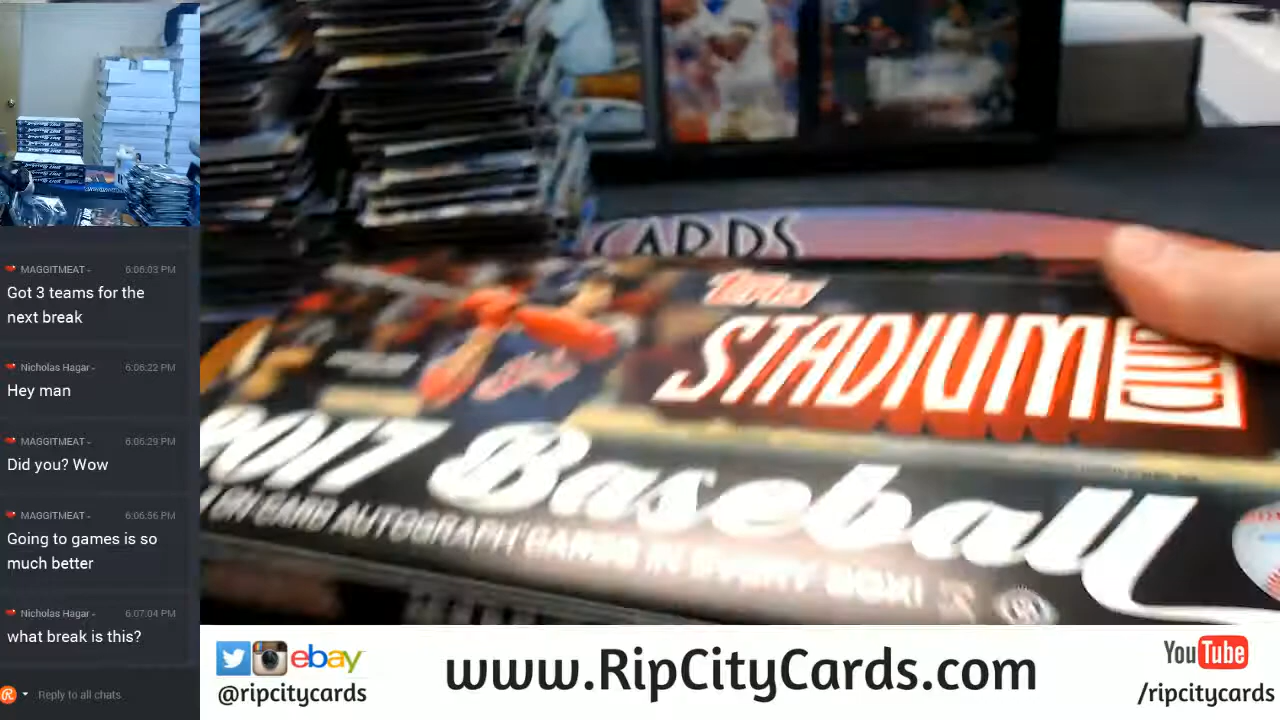 MAGGITMEAT - 6:06:03 PM
Got 3 teams for the
next break
Nicholas Hagar - 6:06:22 PM
Hey man
MAGGITMEAT - 6:06:29 PM
Did you? Wow
MAGGITMEAT - 6:06:56 PM
Going to games is so
much better
Nicholas Hagar - 6:07:04 PM
what break is this?
Reply to all chats
CARDS
Topps
STADIUM
CLUB
2017 Baseball
ON CARD AUTOGRAPH CARDS IN EVERY BOX!
ebay
@ripcitycards
www.RipCityCards.com
YouTube
/ripcitycards